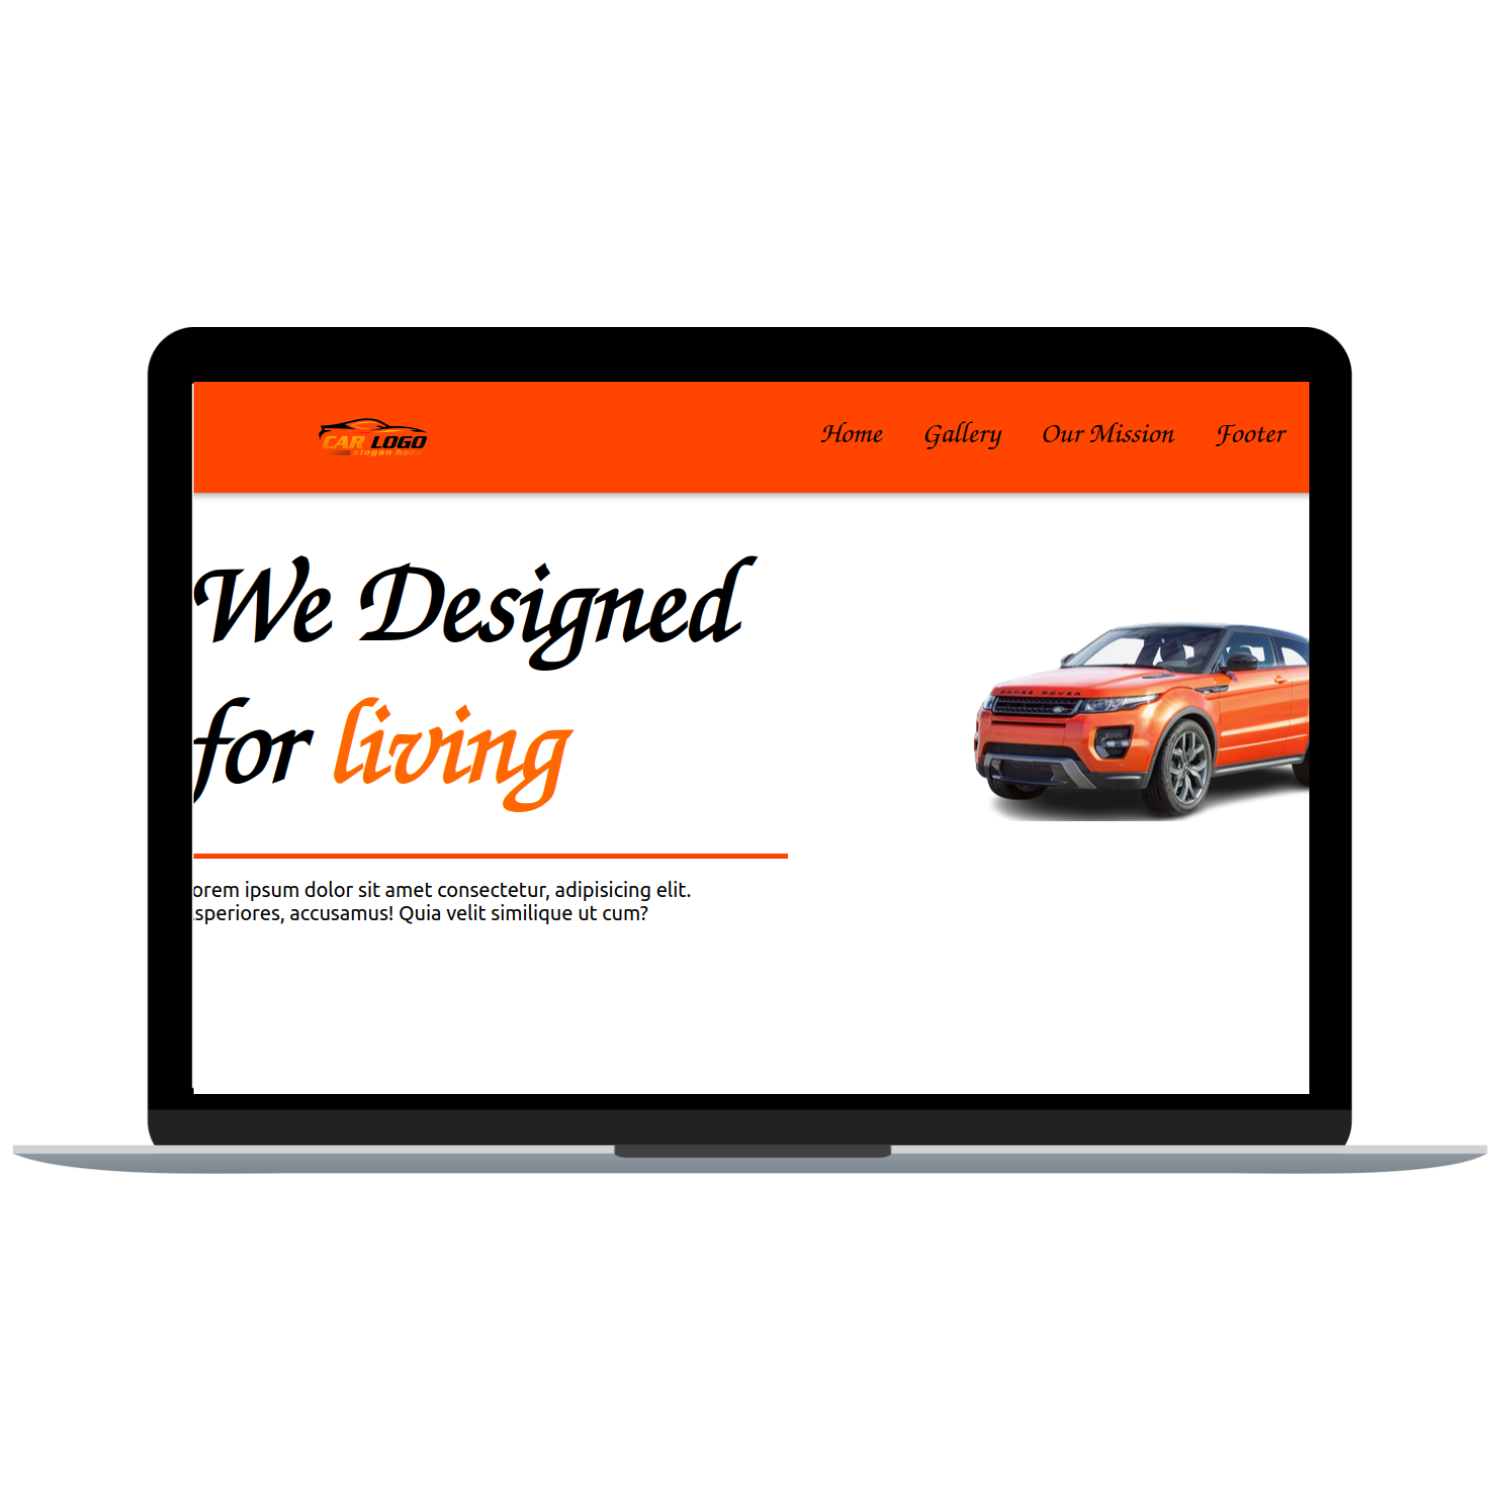 CAR LOGO
slogan here
Home Gallery Our Mission Footer
We Designed
for living
RANGE ROVER
orem ipsum dolor sit amet consectetur, adipisicing elit.
speriores, accusamus! Quia velit similique ut cum?